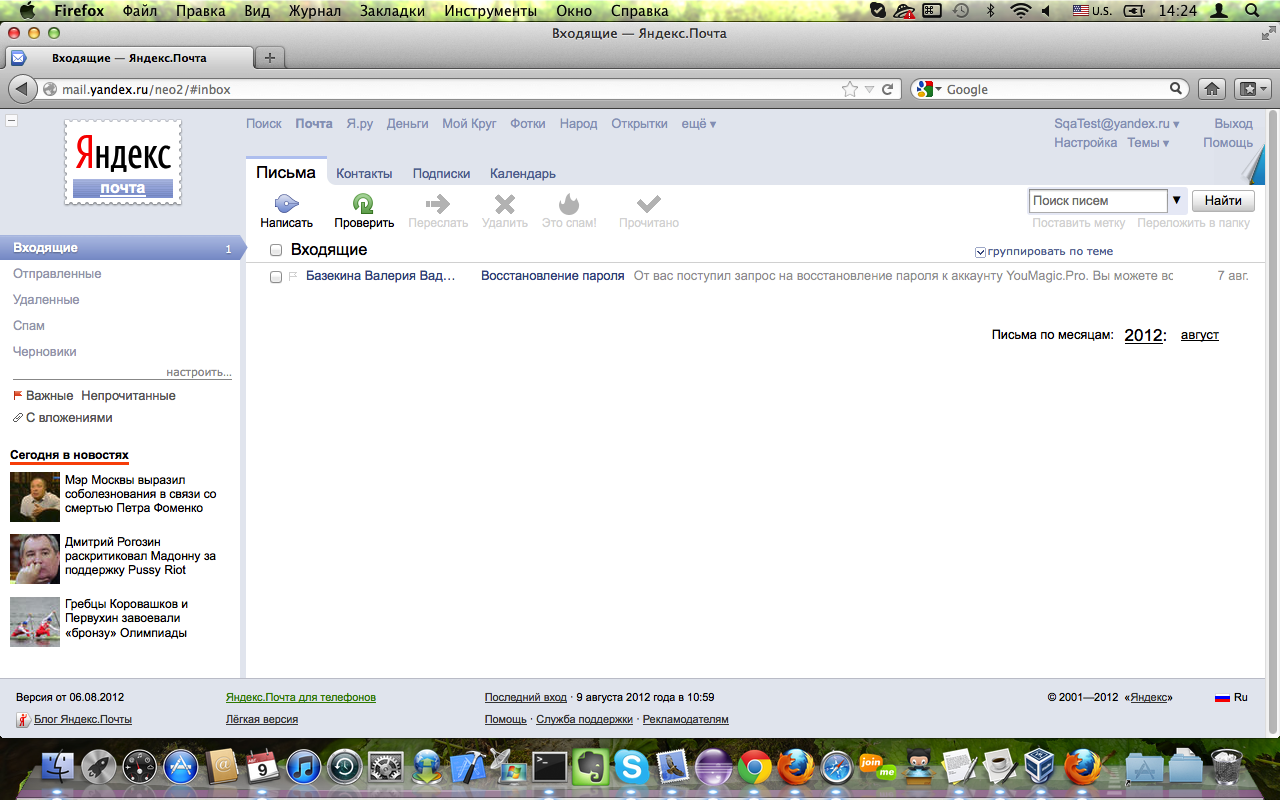 Firefox Файл Правка Вид Журнал Закладки Инструменты Окно Справка U.S. 14:24
Входящие — Яндекс.Почта
Входящие — Яндекс.Почта
mail.yandex.ru/neo2/#inbox Google
Поиск Почта Я.ру Деньги Мой Круг Фотки Народ Открытки ещё SqaTest@yandex.ru Выход
Настройка Темы Помощь
Яндекс
почта
Письма Контакты Подписки Календарь
Поиск писем Найти
Написать Проверить Переслать Удалить Это спам! Прочитано Поставить метку Переложить в папку
Входящие 1
Отправленные
Удаленные
Спам
Черновики
настроить...
Важные Непрочитанные
С вложениями
Входящие группировать по теме
Базекина Валерия Вад… Восстановление пароля От вас поступил запрос на восстановление пароля к аккаунту YouMagic.Pro. Вы можете вс 7 авг.
Письма по месяцам: 2012: август
Сегодня в новостях
Мэр Москвы выразил
соболезнования в связи со
смертью Петра Фоменко
Дмитрий Рогозин
раскритиковал Мадонну за
поддержку Pussy Riot
Гребцы Коровашков и
Первухин завоевали
«бронзу» Олимпиады
Версия от 06.08.2012 Яндекс.Почта для телефонов Последний вход · 9 августа 2012 года в 10:59 © 2001—2012 «Яндекс» Ru
Блог Яндекс.Почты Лёгкая версия Помощь · Служба поддержки · Рекламодателям
9
join
me